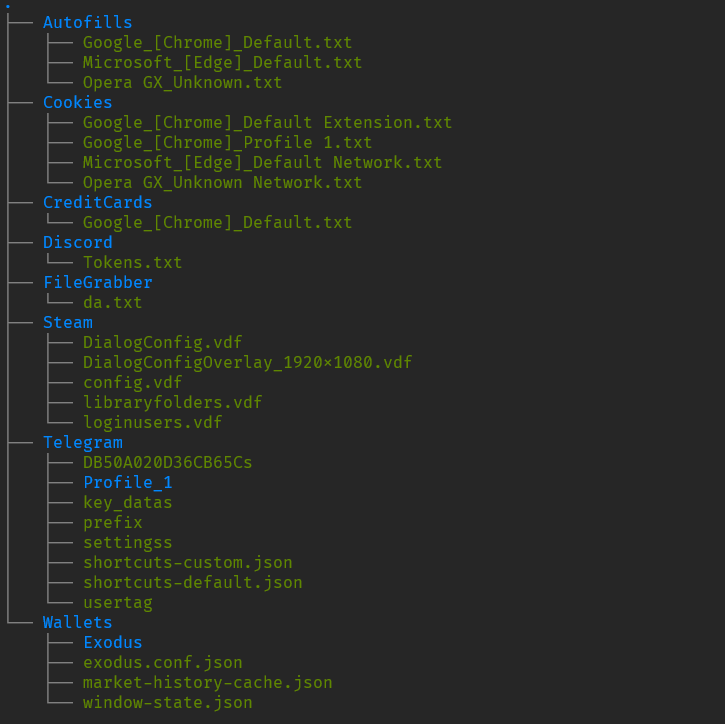 .
├── Autofills
│   ├── Google_[Chrome]_Default.txt
│   ├── Microsoft_[Edge]_Default.txt
│   └── Opera GX_Unknown.txt
├── Cookies
│   ├── Google_[Chrome]_Default Extension.txt
│   ├── Google_[Chrome]_Profile 1.txt
│   ├── Microsoft_[Edge]_Default Network.txt
│   └── Opera GX_Unknown Network.txt
├── CreditCards
│   └── Google_[Chrome]_Default.txt
├── Discord
│   └── Tokens.txt
├── FileGrabber
│   └── da.txt
├── Steam
│   ├── DialogConfig.vdf
│   ├── DialogConfigOverlay_1920×1080.vdf
│   ├── config.vdf
│   ├── libraryfolders.vdf
│   └── loginusers.vdf
├── Telegram
│   ├── DB50A020D36CB65Cs
│   ├── Profile_1
│   ├── key_datas
│   ├── prefix
│   ├── settingss
│   ├── shortcuts-custom.json
│   ├── shortcuts-default.json
│   └── usertag
└── Wallets
    ├── Exodus
    ├── exodus.conf.json
    ├── market-history-cache.json
    └── window-state.json